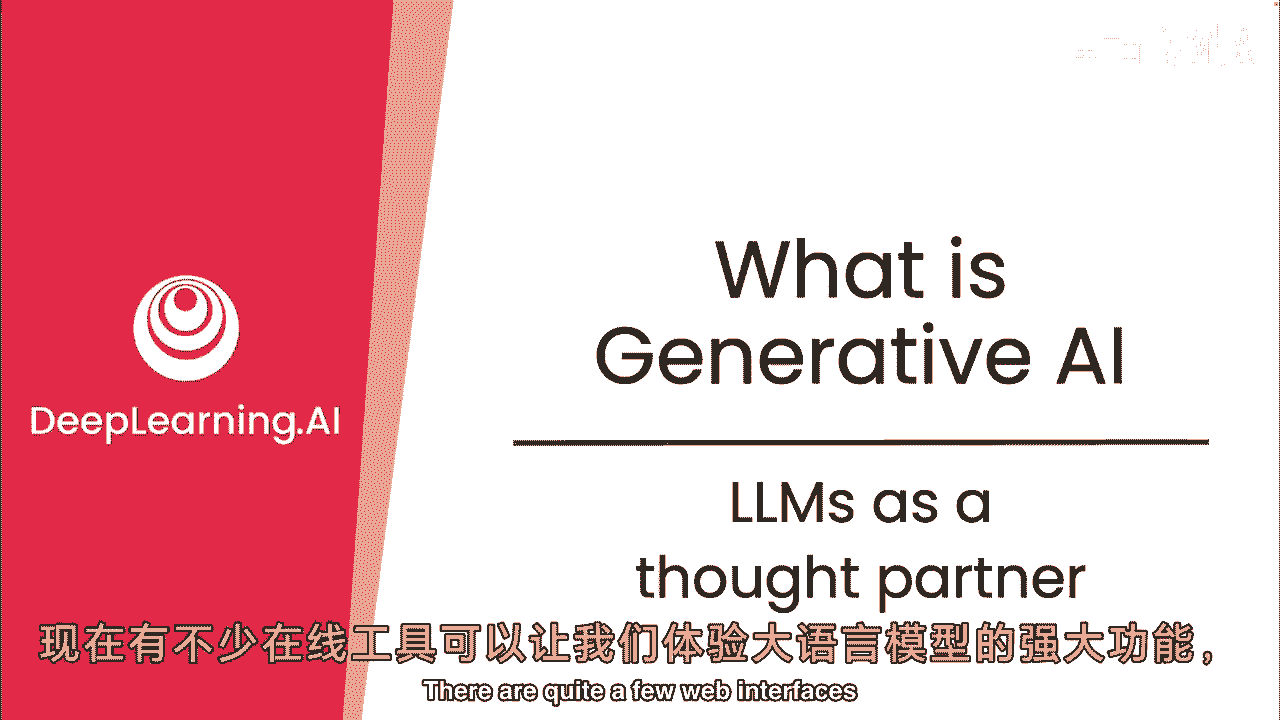 What is
Generative AI
DeepLearning.AI
LLMs as a
thought partner
现在有不少在线工具可以让我们体验大语言模型的强大功能，
There are quite a few web interfaces